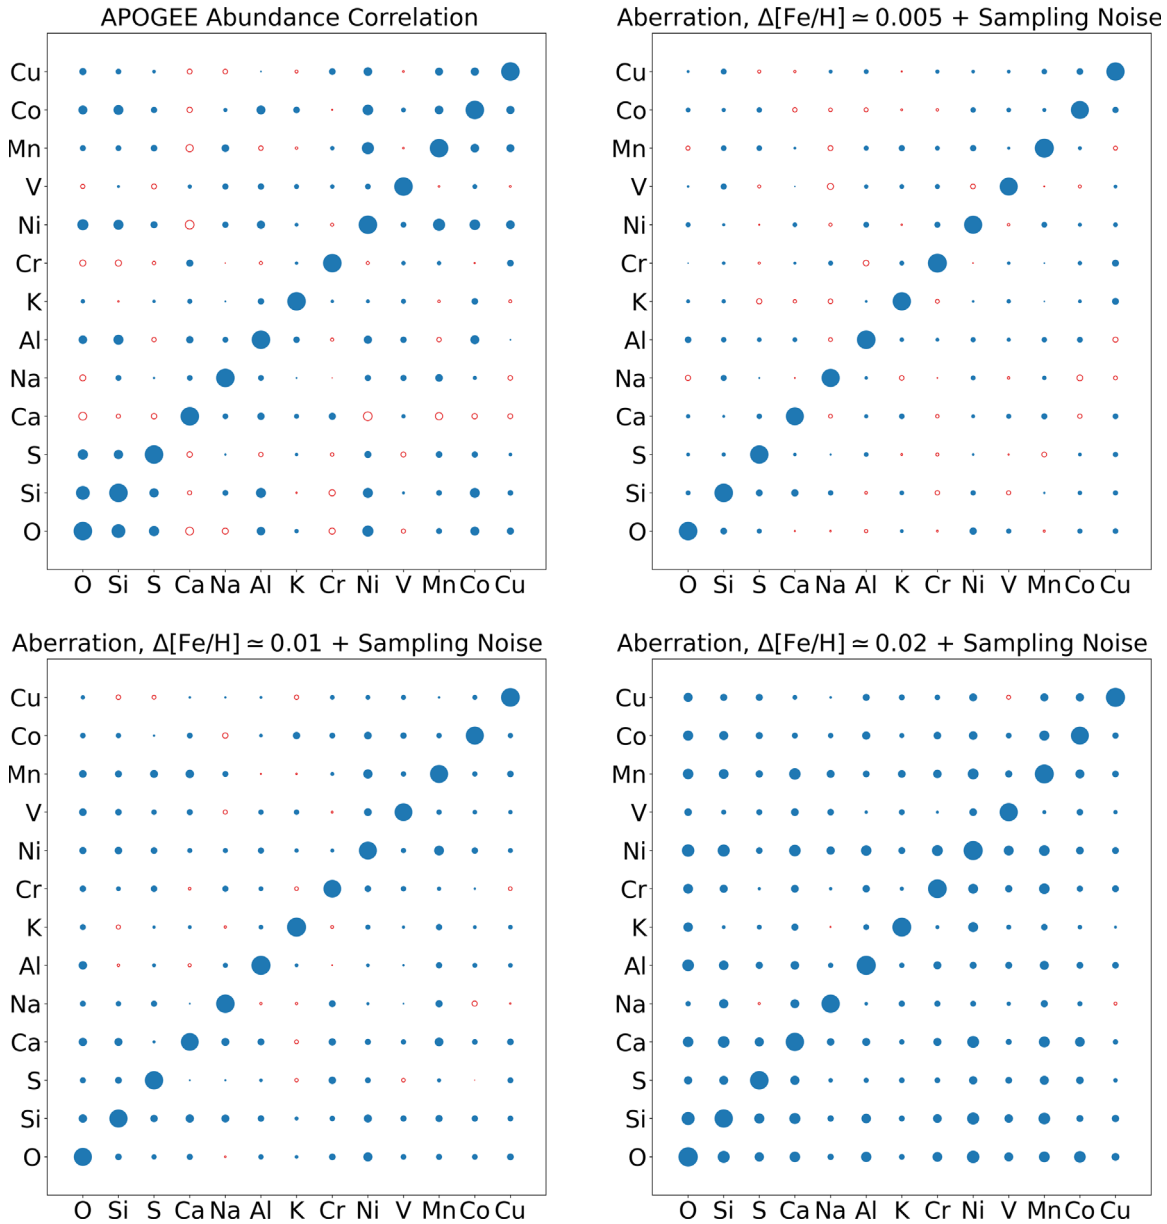 APOGEE Abundance Correlation
Cu
Co
Mn
V
Ni
Cr
K
Al
Na
Ca
S
Si
O
O Si S Ca Na Al K Cr Ni V Mn Co Cu
Aberration, Δ[Fe/H] ≃ 0.005 + Sampling Noise
Cu
Co
Mn
V
Ni
Cr
K
Al
Na
Ca
S
Si
O
O Si S Ca Na Al K Cr Ni V Mn Co Cu
Aberration, Δ[Fe/H] ≃ 0.01 + Sampling Noise
Cu
Co
Mn
V
Ni
Cr
K
Al
Na
Ca
S
Si
O
O Si S Ca Na Al K Cr Ni V Mn Co Cu
Aberration, Δ[Fe/H] ≃ 0.02 + Sampling Noise
Cu
Co
Mn
V
Ni
Cr
K
Al
Na
Ca
S
Si
O
O Si S Ca Na Al K Cr Ni V Mn Co Cu